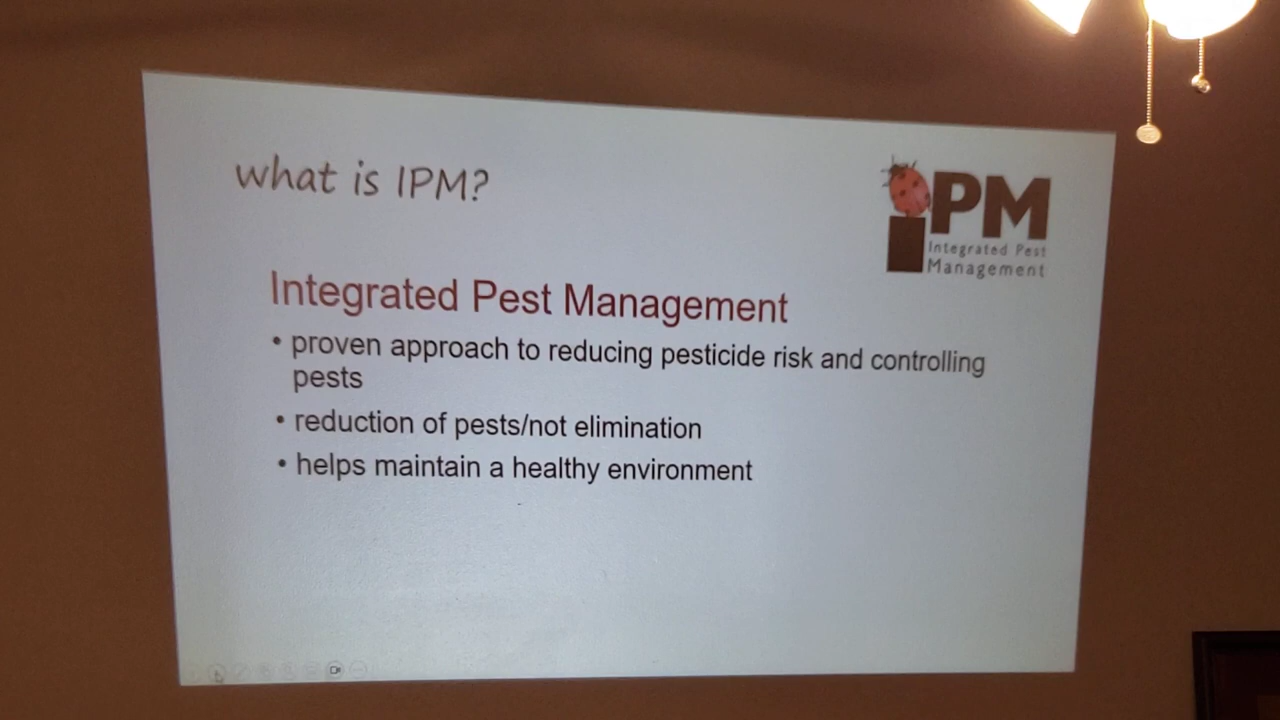 what is IPM?
iPM
Integrated Pest
Management
Integrated Pest Management
• proven approach to reducing pesticide risk and controlling
pests
• reduction of pests/not elimination
• helps maintain a healthy environment